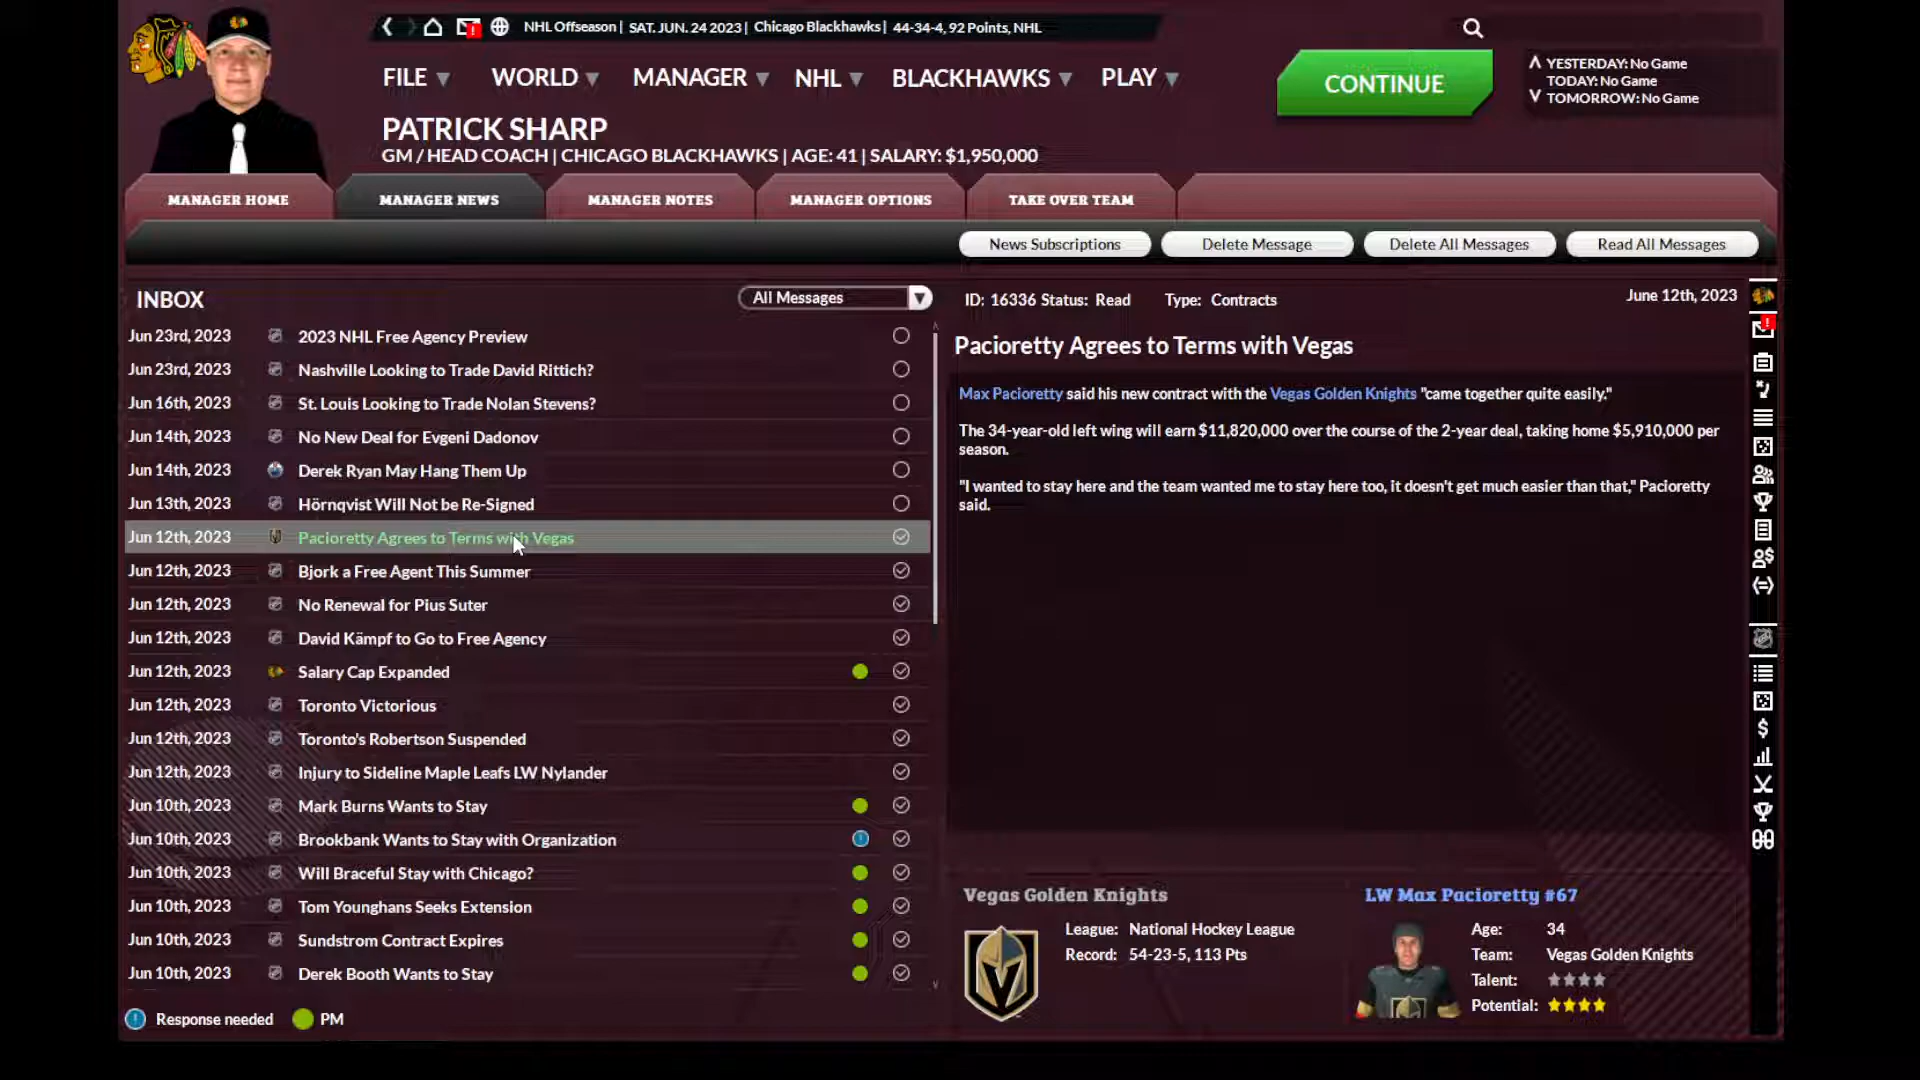 NHL Offseason | SAT. JUN. 24 2023 | Chicago Blackhawks | 44-34-4, 92 Points, NHL
FILE WORLD MANAGER NHL BLACKHAWKS PLAY
CONTINUE
YESTERDAY: No Game
TODAY: No Game
TOMORROW: No Game
PATRICK SHARP
GM / HEAD COACH | CHICAGO BLACKHAWKS | AGE: 41 | SALARY: $1,950,000
MANAGER HOME MANAGER NEWS MANAGER NOTES MANAGER OPTIONS TAKE OVER TEAM
News Subscriptions Delete Message Delete All Messages Read All Messages
INBOX All Messages
Jun 23rd, 2023 2023 NHL Free Agency Preview
Jun 23rd, 2023 Nashville Looking to Trade David Rittich?
Jun 16th, 2023 St. Louis Looking to Trade Nolan Stevens?
Jun 14th, 2023 No New Deal for Evgeni Dadonov
Jun 14th, 2023 Derek Ryan May Hang Them Up
Jun 13th, 2023 Hörnqvist Will Not be Re-Signed
Jun 12th, 2023 Pacioretty Agrees to Terms with Vegas
Jun 12th, 2023 Bjork a Free Agent This Summer
Jun 12th, 2023 No Renewal for Pius Suter
Jun 12th, 2023 David Kämpf to Go to Free Agency
Jun 12th, 2023 Salary Cap Expanded
Jun 12th, 2023 Toronto Victorious
Jun 12th, 2023 Toronto's Robertson Suspended
Jun 12th, 2023 Injury to Sideline Maple Leafs LW Nylander
Jun 10th, 2023 Mark Burns Wants to Stay
Jun 10th, 2023 Brookbank Wants to Stay with Organization
Jun 10th, 2023 Will Braceful Stay with Chicago?
Jun 10th, 2023 Tom Younghans Seeks Extension
Jun 10th, 2023 Sundstrom Contract Expires
Jun 10th, 2023 Derek Booth Wants to Stay
Response needed PM
ID: 16336 Status: Read Type: Contracts June 12th, 2023
Pacioretty Agrees to Terms with Vegas
Max Pacioretty said his new contract with the Vegas Golden Knights "came together quite easily."
The 34-year-old left wing will earn $11,820,000 over the course of the 2-year deal, taking home $5,910,000 per
season.
"I wanted to stay here and the team wanted me to stay here too, it doesn't get much easier than that," Pacioretty
said.
Vegas Golden Knights
League: National Hockey League
Record: 54-23-5, 113 Pts
LW Max Pacioretty #67
Age: 34
Team: Vegas Golden Knights
Talent:
Potential: